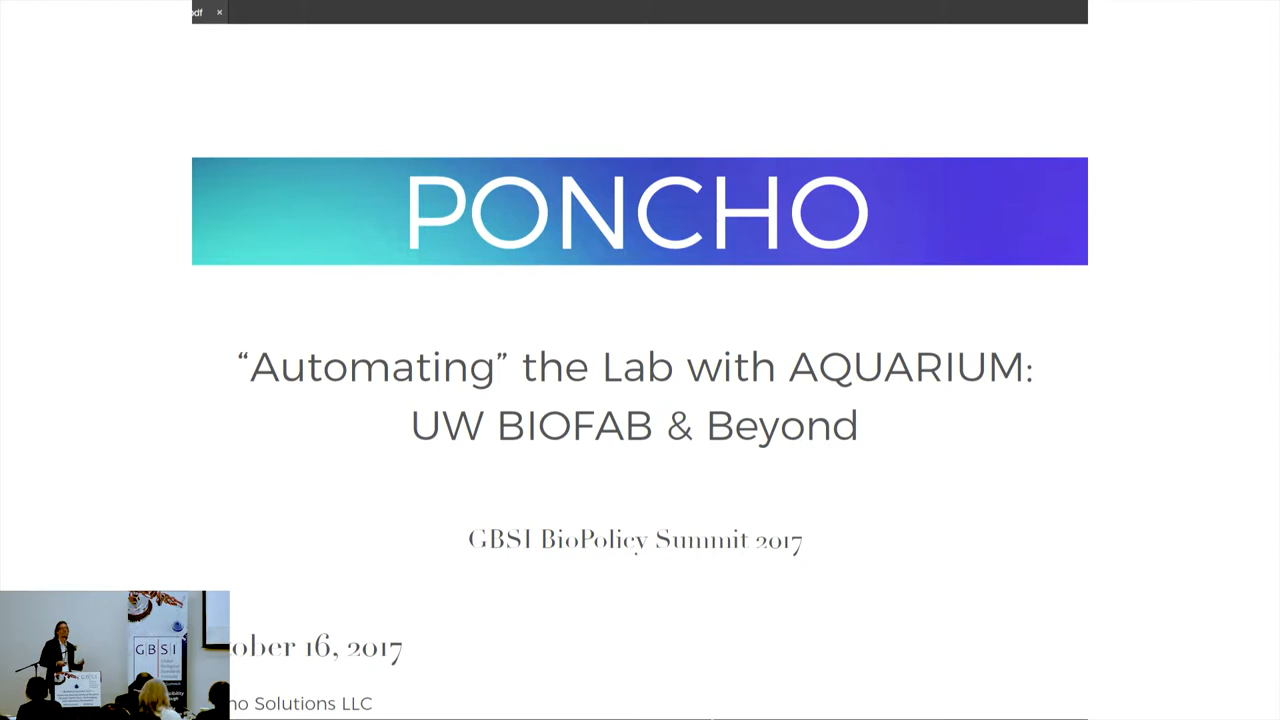 PONCHO
“Automating” the Lab with AQUARIUM:
UW BIOFAB & Beyond
GBSI BioPolicy Summit 2017
ober 16, 2017
ho Solutions LLC
GBSI